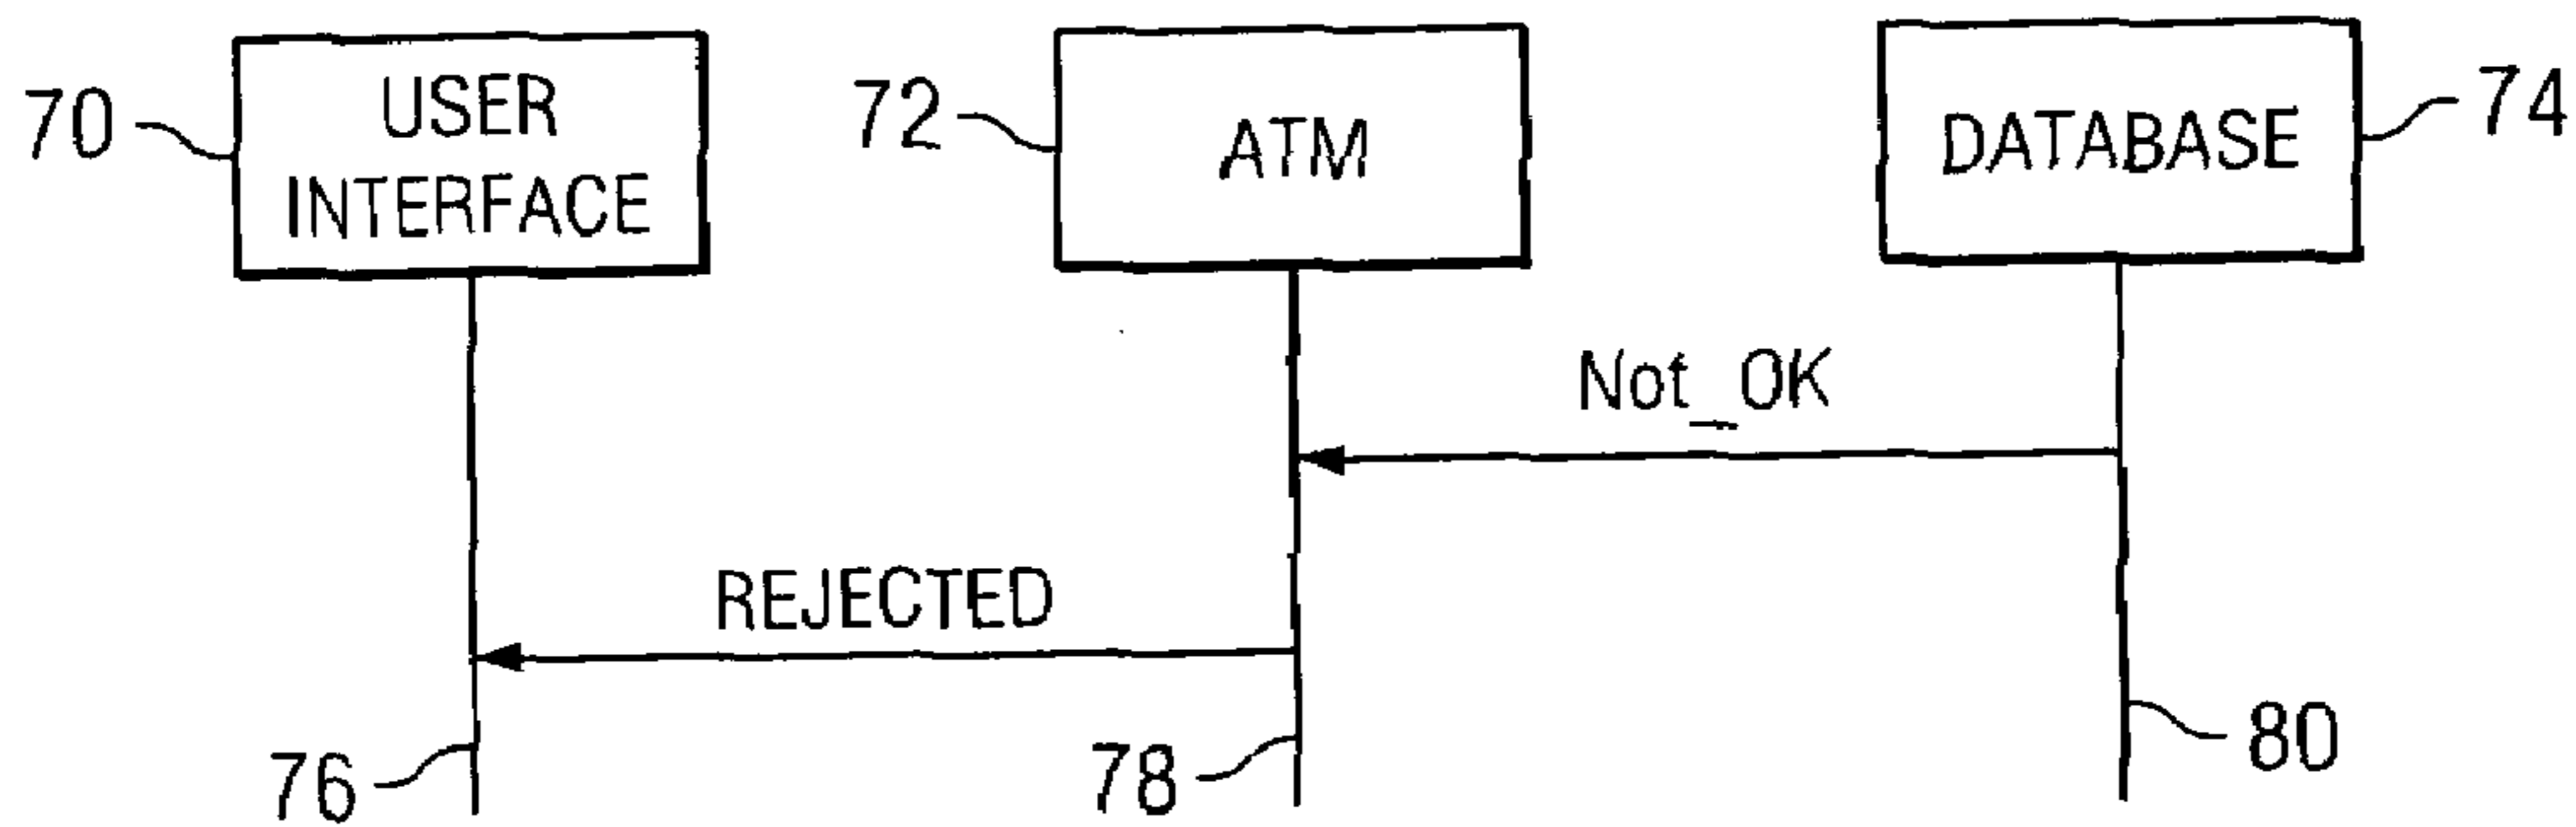 70
USER
INTERFACE
72
ATM
DATABASE
74
Not_OK
REJECTED
76
78
80